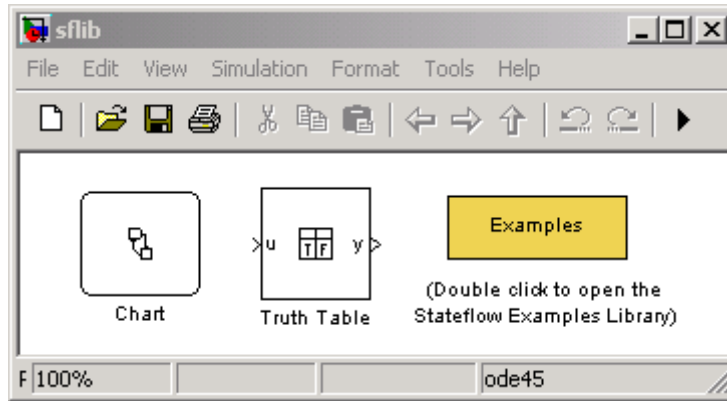 sflib
File Edit View Simulation Format Tools Help
u T F y
Examples
Chart
Truth Table
(Double click to open the
Stateflow Examples Library)
F 100% ode45